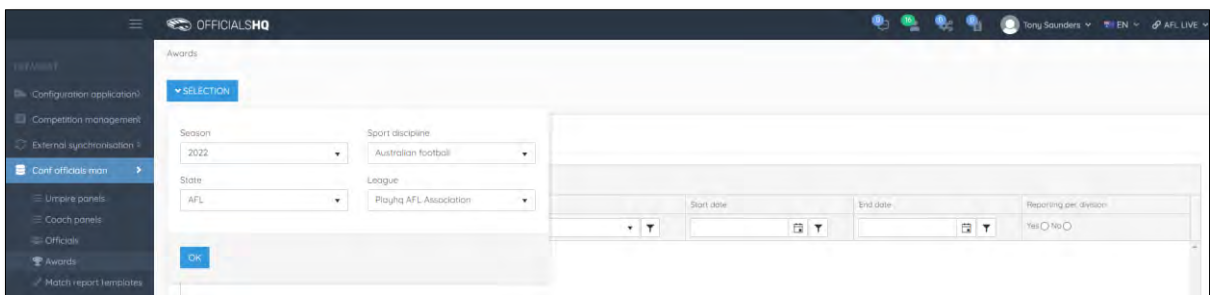 OFFICIALSHQ
Tony Saunders EN AFL LIVE
Awards
Configuration application
Competition management
External synchronisation
Conf officials man
Umpire panels
Coach panels
Officials
Awards
Match report templates
SELECTION
Season Sport discipline
2022 Australian football
State League
AFL Playhq AFL Association
OK
Start date End date Reporting per division
Yes No